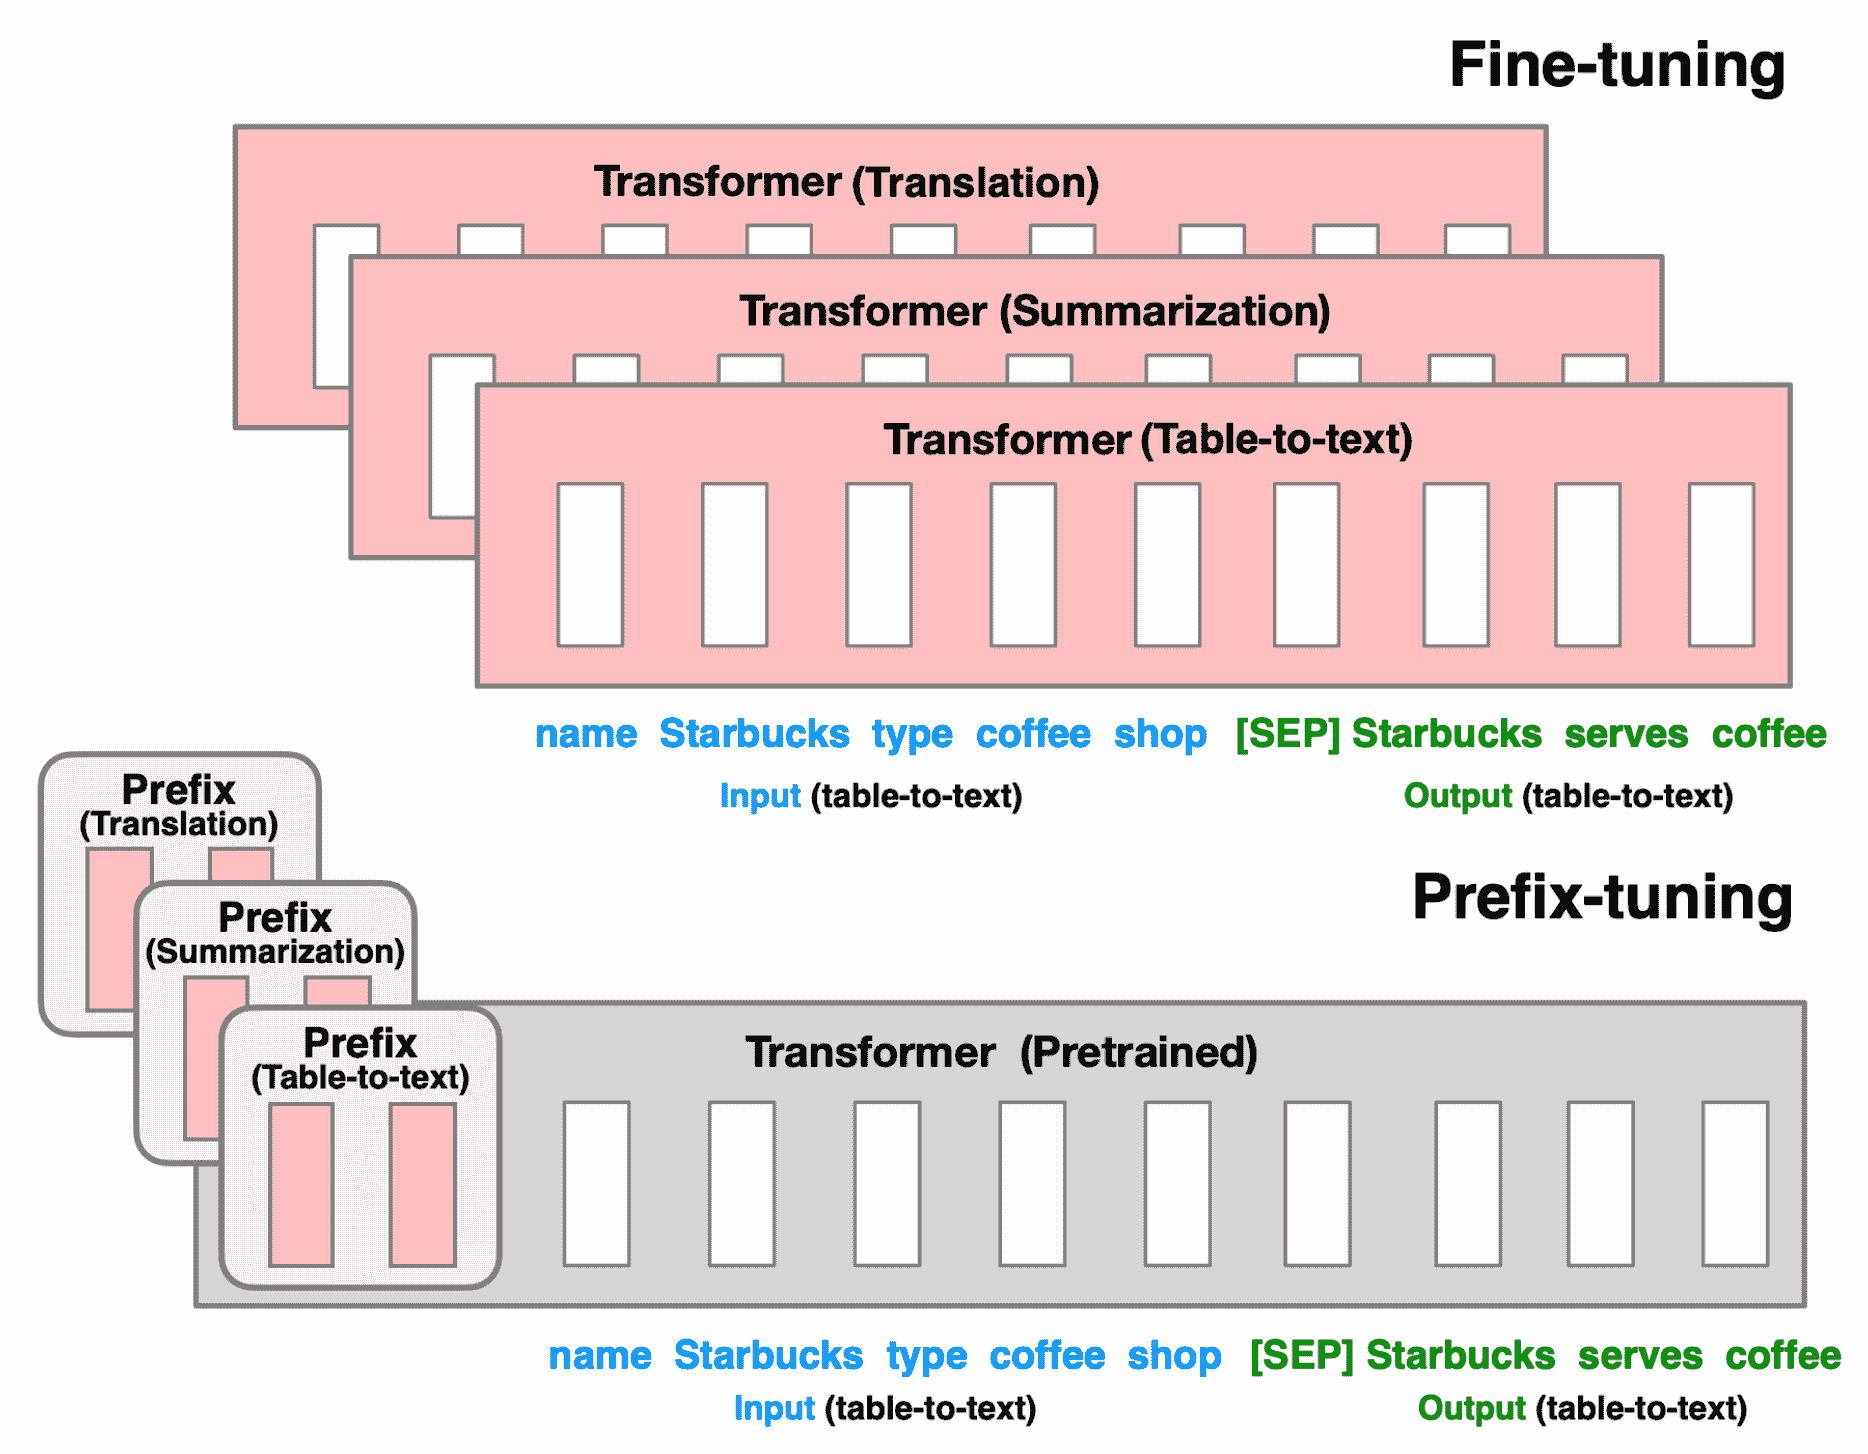 Fine-tuning
Transformer (Translation)
Transformer (Summarization)
Transformer (Table-to-text)
name Starbucks type coffee shop [SEP] Starbucks serves coffee
Input (table-to-text) Output (table-to-text)
Prefix
(Translation)
Prefix-tuning
Prefix
(Summarization)
Prefix
(Table-to-text)
Transformer (Pretrained)
name Starbucks type coffee shop [SEP] Starbucks serves coffee
Input (table-to-text) Output (table-to-text)